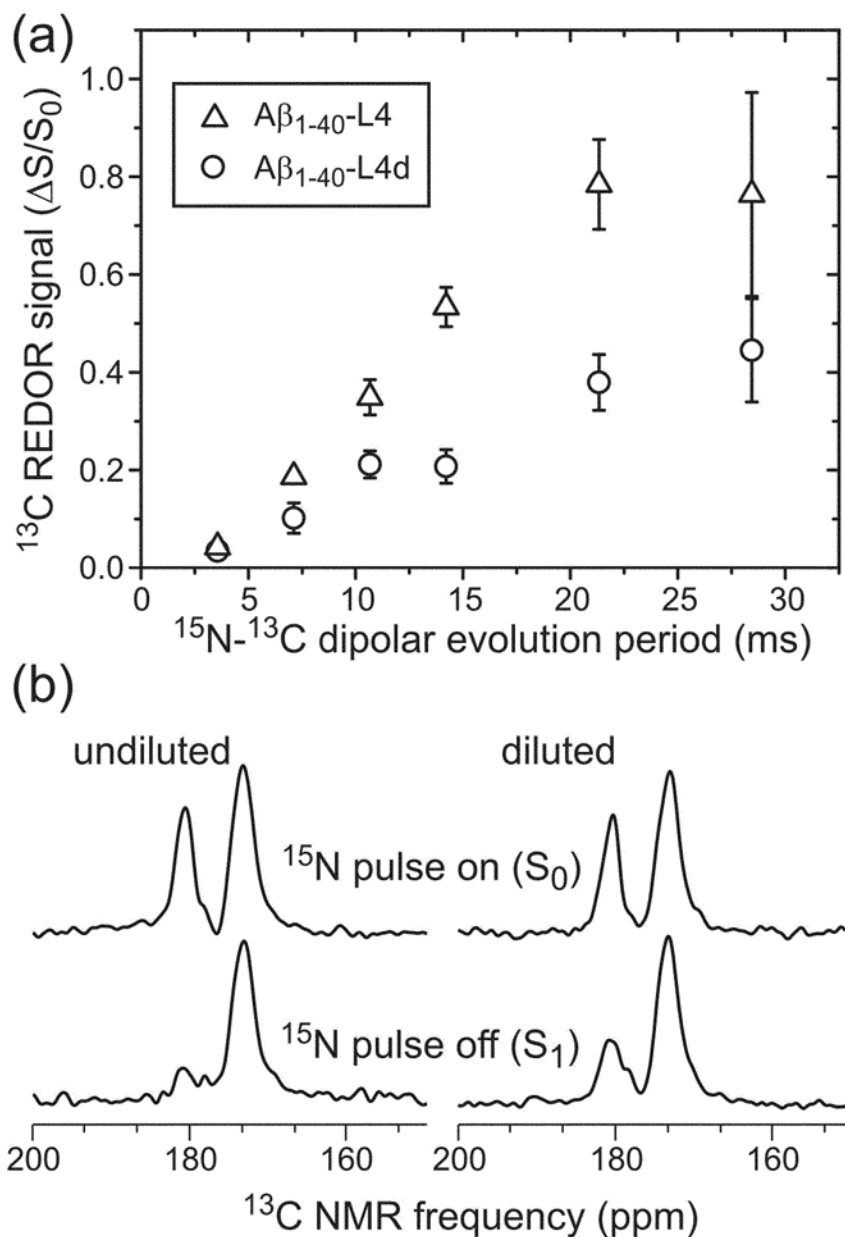 (a)
¹³C REDOR signal (ΔS/S₀)
1.0
0.8
0.6
0.4
0.2
0.0
Aβ₁₋₄₀-L4
Aβ₁₋₄₀-L4d
0 5 10 15 20 25 30
¹⁵N-¹³C dipolar evolution period (ms)
(b)
undiluted diluted
¹⁵N pulse on (S₀)
¹⁵N pulse off (S₁)
200 180 160 200 180 160
¹³C NMR frequency (ppm)